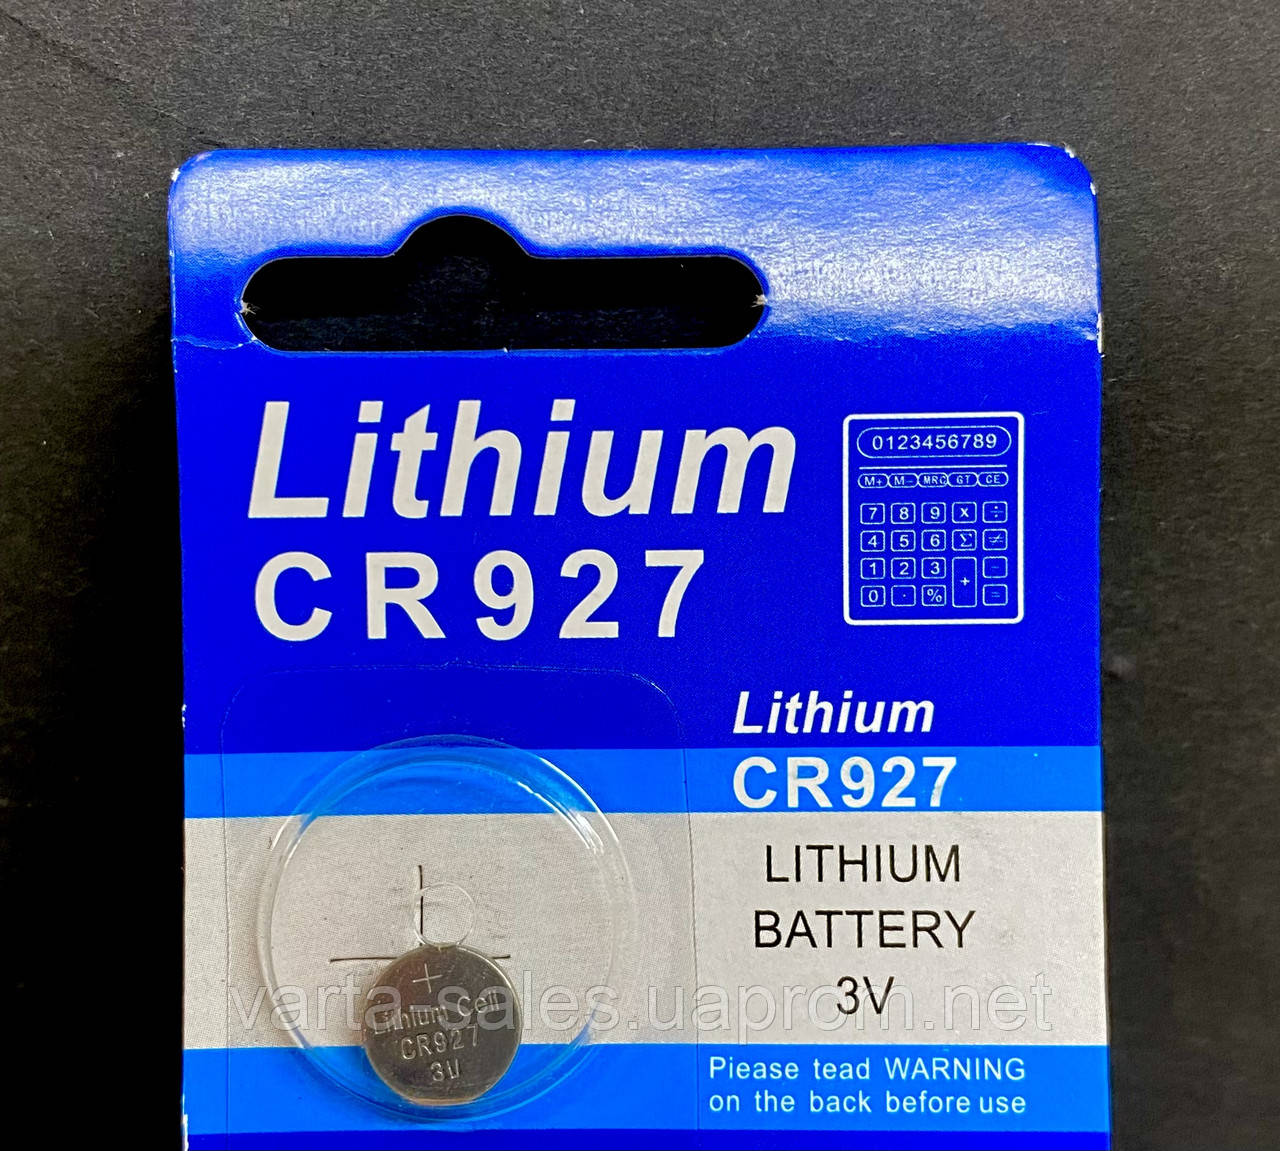 Lithium
CR927
0123456789
M+ M- MRC GT CE
7 8 9 x ÷
4 5 6 Σ ≠
1 2 3 + -
0 · % =
Lithium
CR927
LITHIUM
BATTERY
3V
Piease tead WARNING
on the back before use
+
Lithium Cell
CR927
3V
varta-sales.uaprom.net